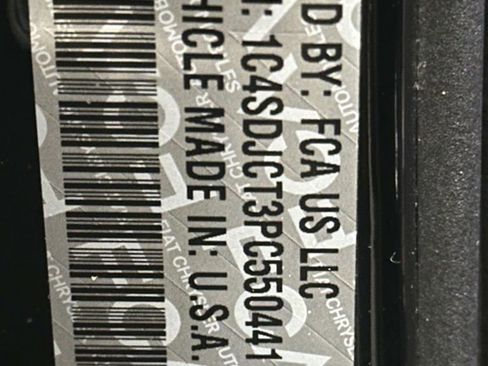 D BY: FCA US LLC
: 1C4SDJCT3PC550441
HICLE MADE IN: U.S.A.